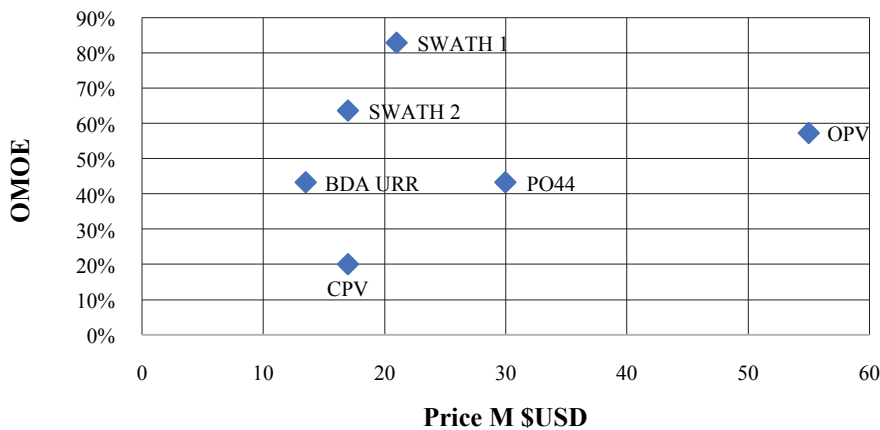 90%
80%
70%
60%
50%
40%
30%
20%
10%
0%
OMOE
SWATH 1
SWATH 2
OPV
BDA URR
PO44
CPV
0 10 20 30 40 50 60
Price M $USD